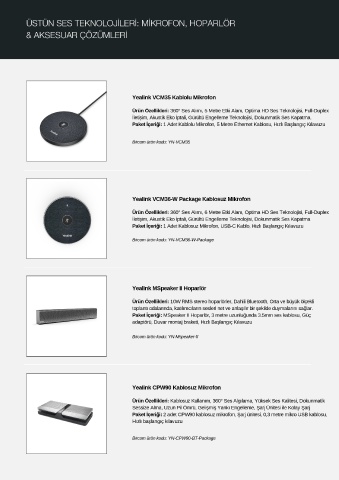 ÜSTÜN SES TEKNOLOJİLERİ: MİKROFON, HOPARLÖR
& AKSESUAR ÇÖZÜMLERİ
Yealink VCM35 Kablolu Mikrofon
Ürün Özellikleri: 360° Ses Alım, 6 Metre Etki Alanı, Optima HD Ses Teknolojisi, Full-Duplex
İletişim, Akustik Eko İptali, Gürültü Engelleme Teknolojisi, Dokunmatik Ses Kapatma
Paket İçeriği: 1 Adet Kablolu Mikrofon, 6 Metre Ethernet Kablosu, Hızlı Başlangıç Kılavuzu
Bircom ürün kodu: YN-VCM35
Yealink VCM36-W Package Kablosuz Mikrofon
Ürün Özellikleri: 360° Ses Alım, 6 Metre Etki Alanı, Optima HD Ses Teknolojisi, Full-Duplex
İletişim, Akustik Eko İptali, Gürültü Engelleme Teknolojisi, Dokunmatik Ses Kapatma
Paket İçeriği: 1 Adet Kablosuz Mikrofon, USB-C Kablo, Hızlı Başlangıç Kılavuzu
Bircom ürün kodu: YN-VCM36-W-Package
Yealink MSpeaker II Hoparlör
Ürün Özellikleri: 10W RMS stereo hoparlörler, Dahili Bluetooth, Orta ve büyük ölçekli
toplantı odalarında, katılımcıların sesleri net ve anlaşılır bir şekilde duymalarını sağlar.
Paket İçeriği: MSpeaker II Hoparlör, 3 metre uzunluğunda 3.5mm ses kablosu, Güç
adaptörü, Duvar montaj braketi, Hızlı Başlangıç Kılavuzu
Bircom ürün kodu: YN-MSpeaker-II
Yealink CPW90 Kablosuz Mikrofon
Ürün Özellikleri: Kablosuz Kullanım, 360° Ses Algılama, Yüksek Ses Kalitesi, Dokunmatik
Sessize Alma, Uzun Pil Ömrü, Gelişmiş Yankı Engelleme, Şarj Ünitesi ile Kolay Şarj
Paket İçeriği: 2 adet CPW90 kablosuz mikrofon, Şarj ünitesi, 0,3 metre mikro USB kablosu,
Hızlı başlangıç kılavuzu
Bircom ürün kodu: YN-CPW90-BT-Package